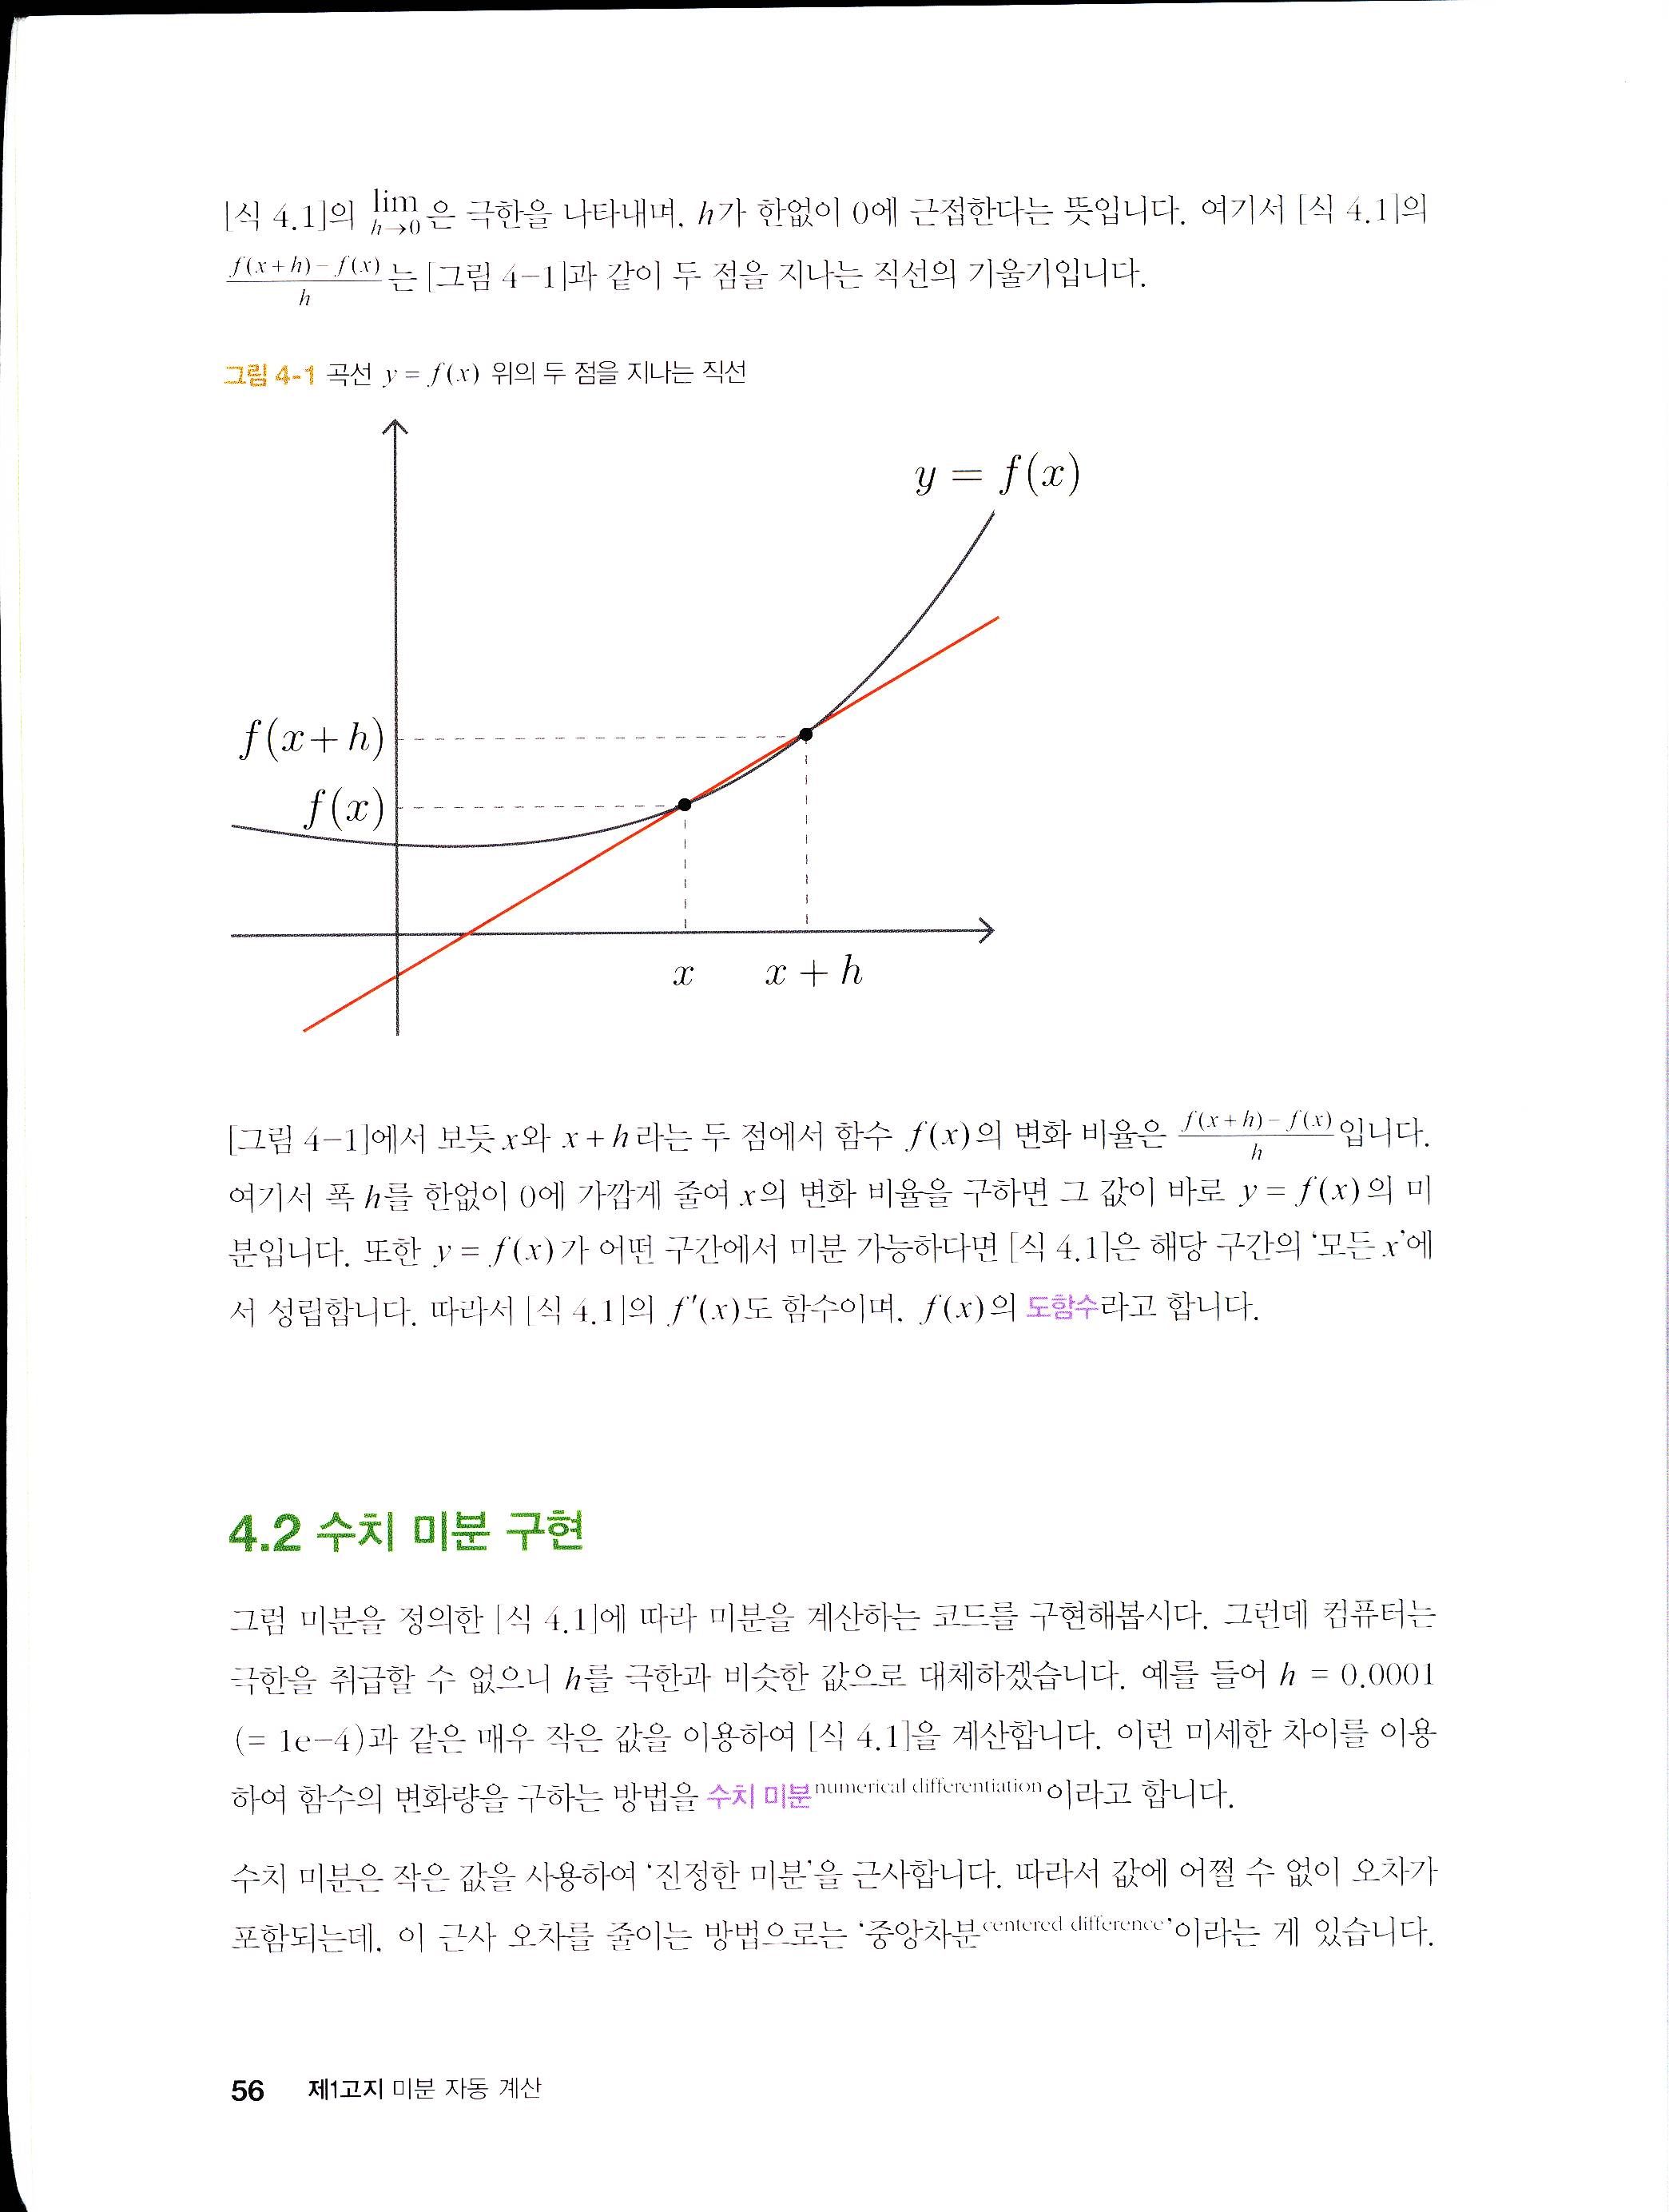 [식 4.1]의 lim h→0 은 극한을 나타내며, h가 한없이 0에 근접한다는 뜻입니다. 여기서 [식 4.1]의
f(x+h)-f(x) / h 는 [그림 4-1]과 같이 두 점을 지나는 직선의 기울기입니다.
그림 4-1 곡선 y = f(x) 위의 두 점을 지나는 직선
y = f(x)
f(x+h)
f(x)
x
x + h
[그림 4-1]에서 보듯 x와 x + h라는 두 점에서 함수 f(x)의 변화 비율은 f(x+h)-f(x) / h 입니다.
여기서 폭 h를 한없이 0에 가깝게 줄여 x의 변화 비율을 구하면 그 값이 바로 y = f(x)의 미
분입니다. 또한 y = f(x)가 어떤 구간에서 미분 가능하다면 [식 4.1]은 해당 구간의 '모든 x'에
서 성립합니다. 따라서 [식 4.1]의 f'(x)도 함수이며, f(x)의 도함수라고 합니다.
4.2 수치 미분 구현
그럼 미분을 정의한 [식 4.1]에 따라 미분을 계산하는 코드를 구현해봅시다. 그런데 컴퓨터는
극한을 취급할 수 없으니 h를 극한과 비슷한 값으로 대체하겠습니다. 예를 들어 h = 0.0001
(= 1e-4)과 같은 매우 작은 값을 이용하여 [식 4.1]을 계산합니다. 이런 미세한 차이를 이용
하여 함수의 변화량을 구하는 방법을 수치 미분numerical differentiation이라고 합니다.
수치 미분은 작은 값을 사용하여 '진정한 미분'을 근사합니다. 따라서 값에 어쩔 수 없이 오차가
포함되는데, 이 근사 오차를 줄이는 방법으로는 '중앙차분centered difference'이라는 게 있습니다.
56 제1고지 미분 자동 계산